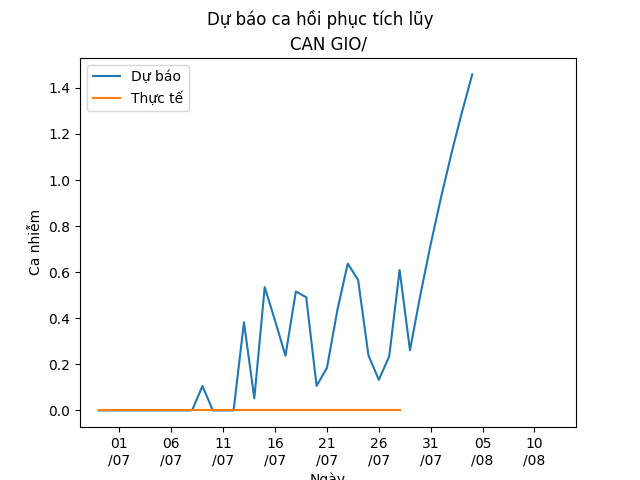 Dự báo ca hồi phục tích lũy
CAN GIO/
Dự báo
Thực tế
Ca nhiễm
1.4
1.2
1.0
0.8
0.6
0.4
0.2
0.0
01 06 11 16 21 26 31 05 10
/07 /07 /07 /07 /07 /07 /07 /08 /08
Ngày